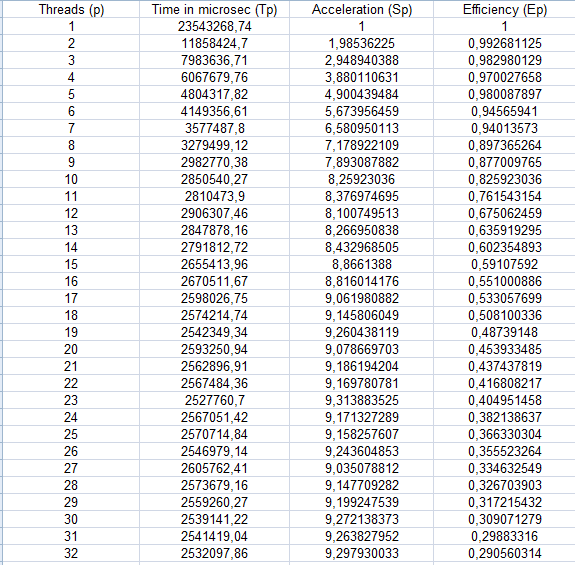 Threads (p) Time in microsec (Tp) Acceleration (Sp) Efficiency (Ep)
1 23543268,74 1 1
2 11858424,7 1,98536225 0,992681125
3 7983636,71 2,948940388 0,982980129
4 6067679,76 3,880110631 0,970027658
5 4804317,82 4,900439484 0,980087897
6 4149356,61 5,673956459 0,94565941
7 3577487,8 6,580950113 0,94013573
8 3279499,12 7,178922109 0,897365264
9 2982770,38 7,893087882 0,877009765
10 2850540,27 8,25923036 0,825923036
11 2810473,9 8,376974695 0,761543154
12 2906307,46 8,100749513 0,675062459
13 2847878,16 8,266950838 0,635919295
14 2791812,72 8,432968505 0,602354893
15 2655413,96 8,8661388 0,59107592
16 2670511,67 8,816014176 0,551000886
17 2598026,75 9,061980882 0,533057699
18 2574214,74 9,145806049 0,508100336
19 2542349,34 9,260438119 0,48739148
20 2593250,94 9,078669703 0,453933485
21 2562896,91 9,186194204 0,437437819
22 2567484,36 9,169780781 0,416808217
23 2527760,7 9,313883525 0,404951458
24 2567051,42 9,171327289 0,382138637
25 2570714,84 9,158257607 0,366330304
26 2546979,14 9,243604853 0,355523264
27 2605762,41 9,035078812 0,334632549
28 2573679,16 9,147709282 0,326703903
29 2559260,27 9,199247539 0,317215432
30 2539141,22 9,272138373 0,309071279
31 2541419,04 9,263827952 0,29883316
32 2532097,86 9,297930033 0,290560314